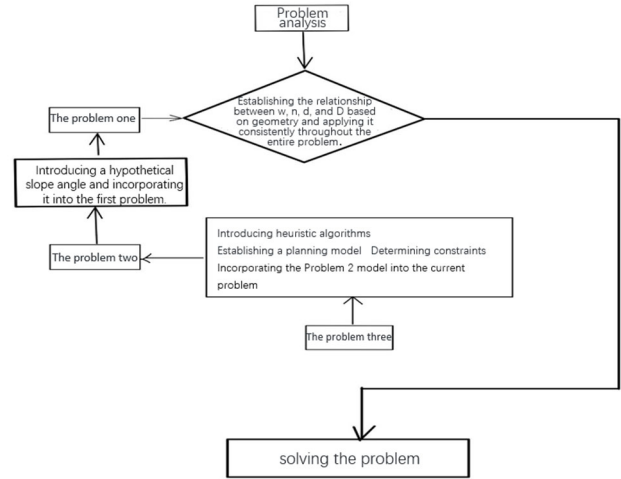 Problem
analysis
Establishing the relationship
between w, n, d, and D based
on geometry and applying it
consistently throughout the
entire problem.
The problem one
Introducing a hypothetical
slope angle and incorporating
it into the first problem.
The problem two
Introducing heuristic algorithms
Establishing a planning model Determining constraints
Incorporating the Problem 2 model into the current
problem
The problem three
solving the problem